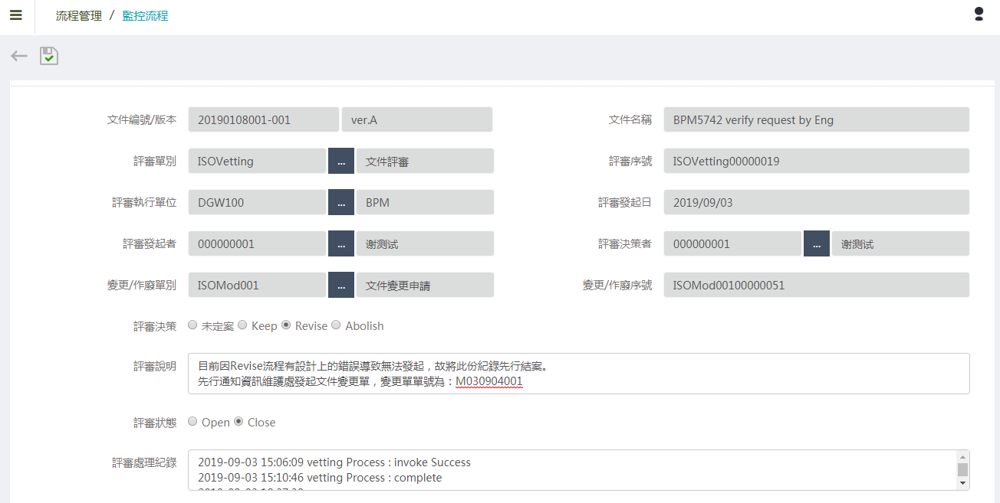 流程管理 / 監控流程
文件編號/版本 20190108001-001 ver.A 文件名稱 BPM5742 verify request by Eng
評審單別 ISOVetting ... 文件評審 評審序號 ISOVetting00000019
評審執行單位 DGW100 ... BPM 評審發起日 2019/09/03
評審發起者 000000001 ... 谢测试 評審決策者 000000001 ... 谢测试
變更/作廢單別 ISOMod001 ... 文件變更申請 變更/作廢序號 ISOMod00100000051
評審決策 未定案 Keep Revise Abolish
評審說明 目前因Revise流程有設計上的錯誤導致無法發起，故將此份紀錄先行結案。
先行通知資訊維護處發起文件變更單，變更單單號為：M030904001
評審狀態 Open Close
評審處理紀錄 2019-09-03 15:06:09 vetting Process : invoke Success
2019-09-03 15:10:46 vetting Process : complete